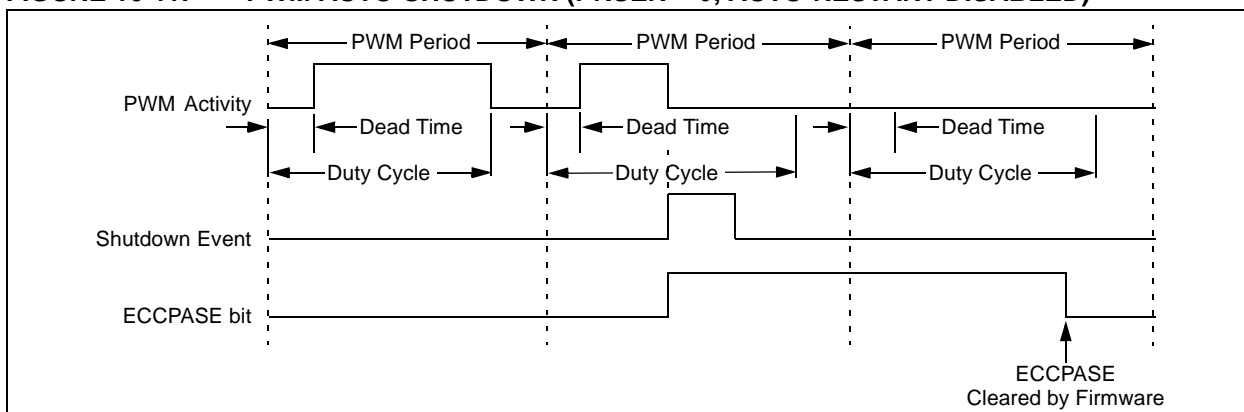 PWM Period PWM Period PWM Period
PWM Activity
Dead Time Dead Time Dead Time
Duty Cycle Duty Cycle Duty Cycle
Shutdown Event
ECCPASE bit
ECCPASE
Cleared by Firmware